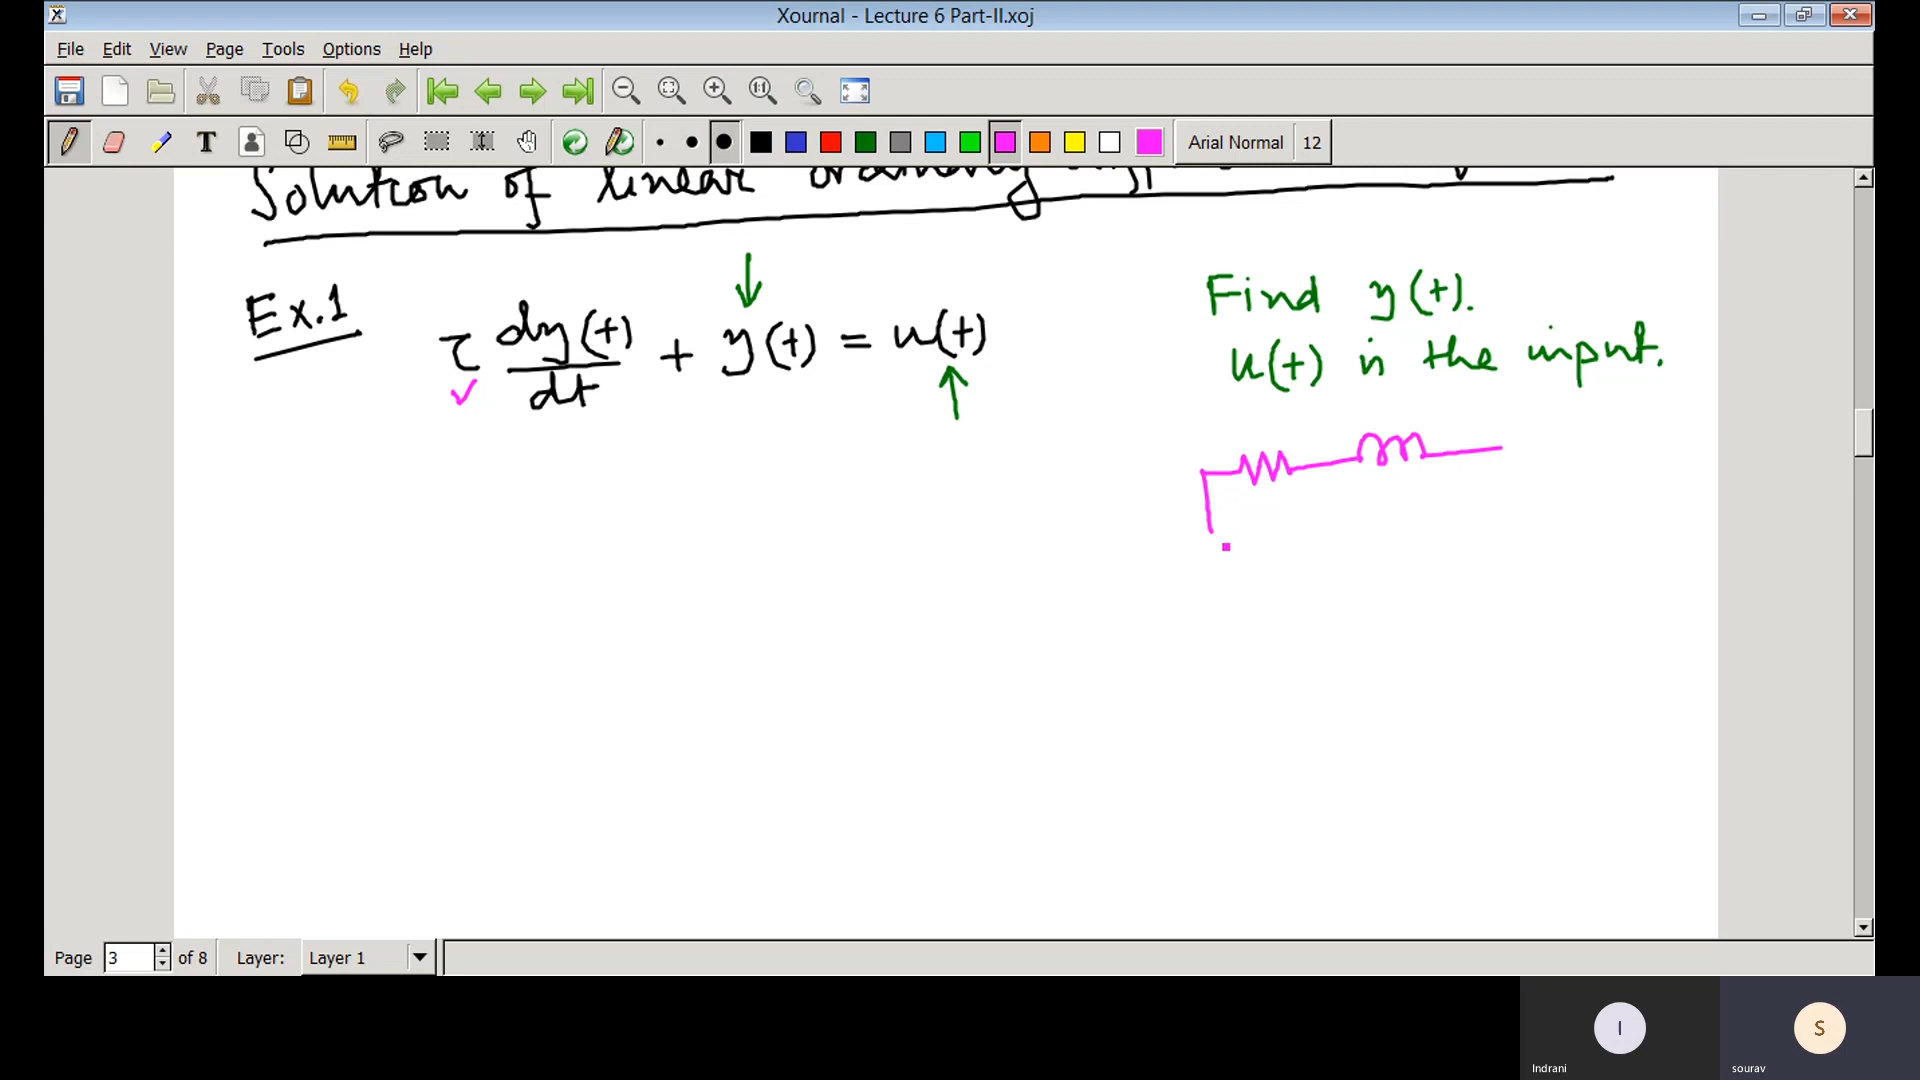 Xournal - Lecture 6 Part-II.xoj
File Edit View Page Tools Options Help
Arial Normal 12
Solution of linear ordinary
Ex.1
τ dy(t)/dt + y(t) = u(t)
Find y(t).
u(t) is the input.
Page 3 of 8 Layer: Layer 1
I
S
Indrani
sourav